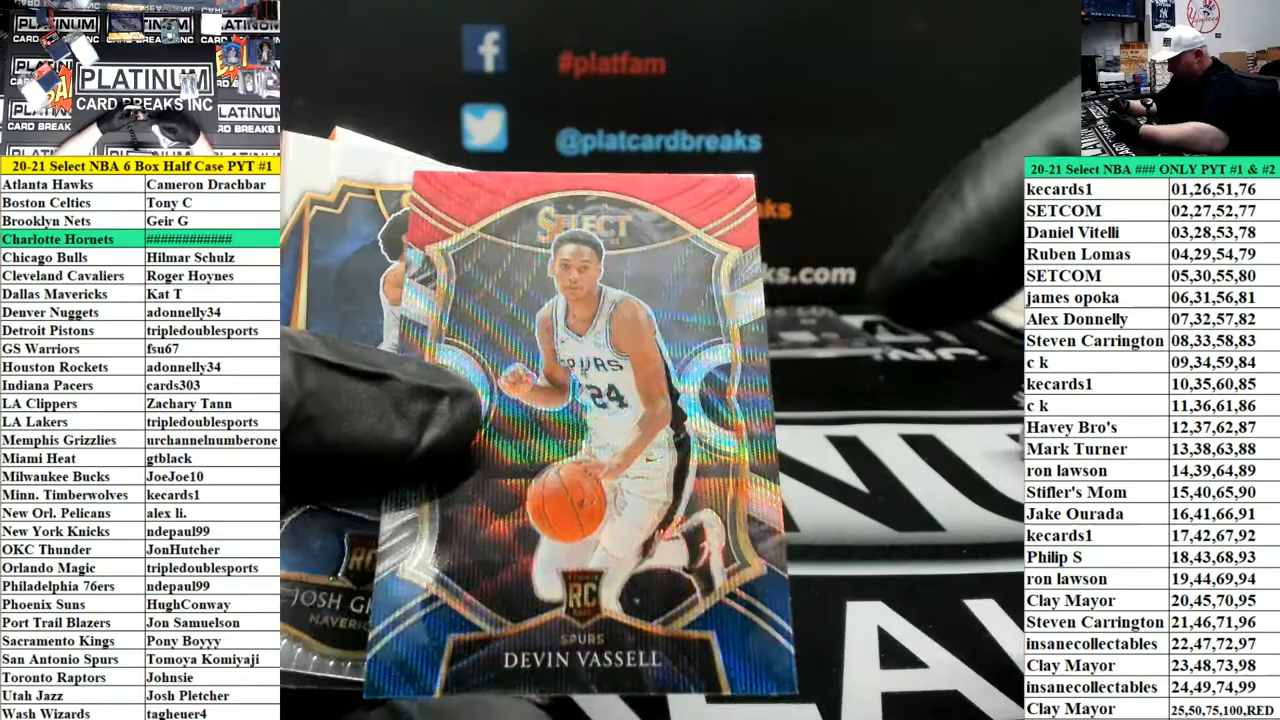 PLATINUM
CARD BREAKS INC
20-21 Select NBA 6 Box Half Case PYT #1
Atlanta Hawks Cameron Drachbar
Boston Celtics Tony C
Brooklyn Nets Geir G
Charlotte Hornets ############
Chicago Bulls Hilmar Schulz
Cleveland Cavaliers Roger Hoynes
Dallas Mavericks Kat T
Denver Nuggets adonnelly34
Detroit Pistons tripledoublesports
GS Warriors fsu67
Houston Rockets adonnelly34
Indiana Pacers cards303
LA Clippers Zachary Tann
LA Lakers tripledoublesports
Memphis Grizzlies urchannelnumberone
Miami Heat gtblack
Milwaukee Bucks JoeJoe10
Minn. Timberwolves kecards1
New Orl. Pelicans alex li.
New York Knicks ndepaul99
OKC Thunder JonHutcher
Orlando Magic tripledoublesports
Philadelphia 76ers ndepaul99
Phoenix Suns HughConway
Port Trail Blazers Jon Samuelson
Sacramento Kings Pony Boyyy
San Antonio Spurs Tomoya Komiyaji
Toronto Raptors Johnsie
Utah Jazz Josh Pletcher
Wash Wizards tagheuer4
#platfam
@platcardbreaks
SELECT
SPURS
24
RC
SPURS
DEVIN VASSELL
RC
JOSH
20-21 Select NBA ### ONLY PYT #1 & #2
kecards1 01,26,51,76
SETCOM 02,27,52,77
Daniel Vitelli 03,28,53,78
Ruben Lomas 04,29,54,79
SETCOM 05,30,55,80
james opoka 06,31,56,81
Alex Donnelly 07,32,57,82
Steven Carrington 08,33,58,83
c k 09,34,59,84
kecards1 10,35,60,85
c k 11,36,61,86
Havey Bro's 12,37,62,87
Mark Turner 13,38,63,88
ron lawson 14,39,64,89
Stifler's Mom 15,40,65,90
Jake Ourada 16,41,66,91
kecards1 17,42,67,92
Philip S 18,43,68,93
ron lawson 19,44,69,94
Clay Mayor 20,45,70,95
Steven Carrington 21,46,71,96
insanecollectables 22,47,72,97
Clay Mayor 23,48,73,98
insanecollectables 24,49,74,99
Clay Mayor 25,50,75,100,RED